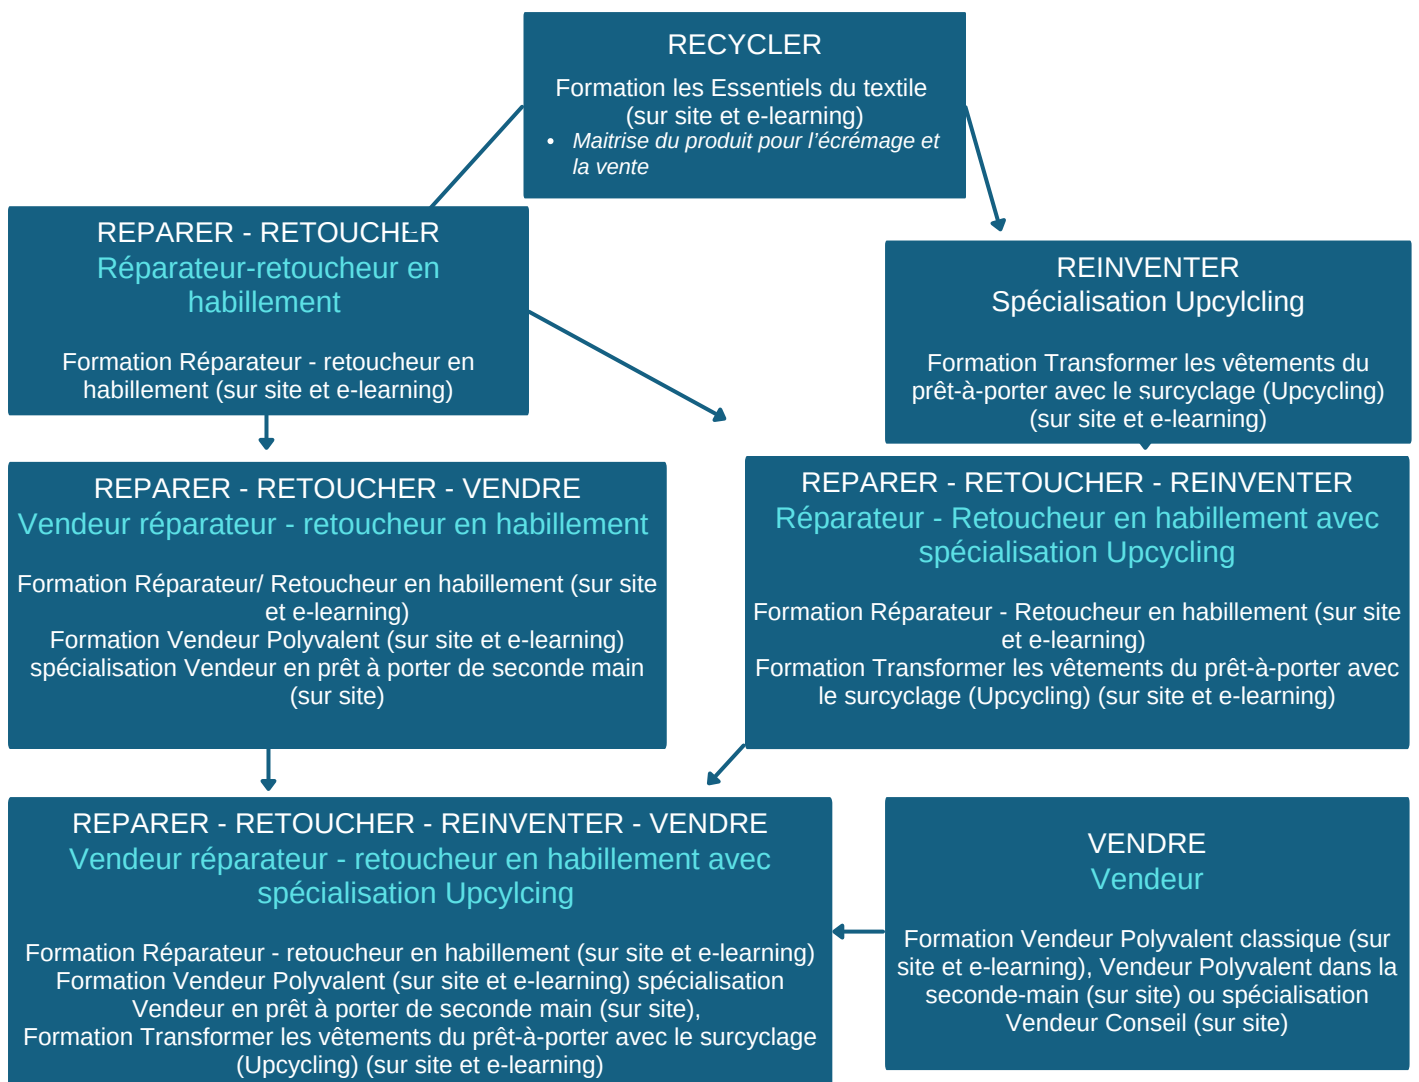 RECYCLER
Formation les Essentiels du textile
(sur site et e-learning)
• Maitrise du produit pour l'écrémage et
la vente
REPARER - RETOUCHER
Réparateur-retoucheur en
habillement
Formation Réparateur - retoucheur en
habillement (sur site et e-learning)
REINVENTER
Spécialisation Upcylcling
Formation Transformer les vêtements du
prêt-à-porter avec le surcyclage (Upcycling)
(sur site et e-learning)
REPARER - RETOUCHER - VENDRE
Vendeur réparateur - retoucheur en habillement
Formation Réparateur/ Retoucheur en habillement (sur site
et e-learning)
Formation Vendeur Polyvalent (sur site et e-learning)
spécialisation Vendeur en prêt à porter de seconde main
(sur site)
REPARER - RETOUCHER - REINVENTER
Réparateur - Retoucheur en habillement avec
spécialisation Upcycling
Formation Réparateur - Retoucheur en habillement (sur site
et e-learning)
Formation Transformer les vêtements du prêt-à-porter avec
le surcyclage (Upcycling) (sur site et e-learning)
REPARER - RETOUCHER - REINVENTER - VENDRE
Vendeur réparateur - retoucheur en habillement avec
spécialisation Upcylcing
Formation Réparateur - retoucheur en habillement (sur site et e-learning)
Formation Vendeur Polyvalent (sur site et e-learning) spécialisation
Vendeur en prêt à porter de seconde main (sur site),
Formation Transformer les vêtements du prêt-à-porter avec le surcyclage
(Upcycling) (sur site et e-learning)
VENDRE
Vendeur
Formation Vendeur Polyvalent classique (sur
site et e-learning), Vendeur Polyvalent dans la
seconde-main (sur site) ou spécialisation
Vendeur Conseil (sur site)